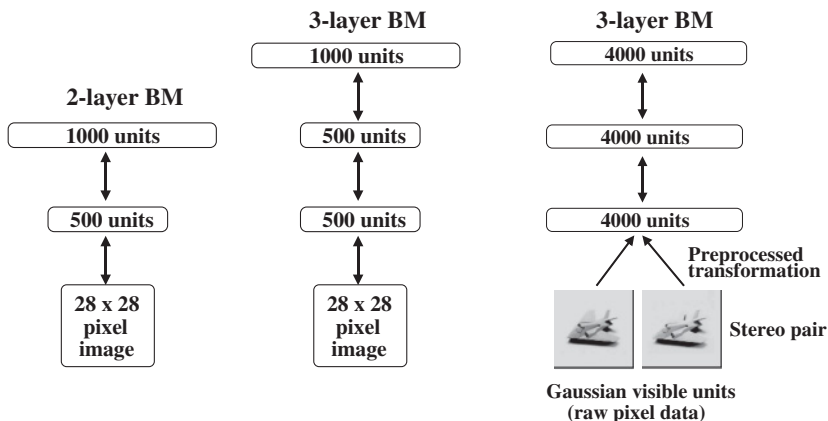 2-layer BM
1000 units
500 units
28 x 28
pixel
image
3-layer BM
1000 units
500 units
500 units
28 x 28
pixel
image
3-layer BM
4000 units
4000 units
4000 units
Preprocessed
transformation
Stereo pair
Gaussian visible units
(raw pixel data)